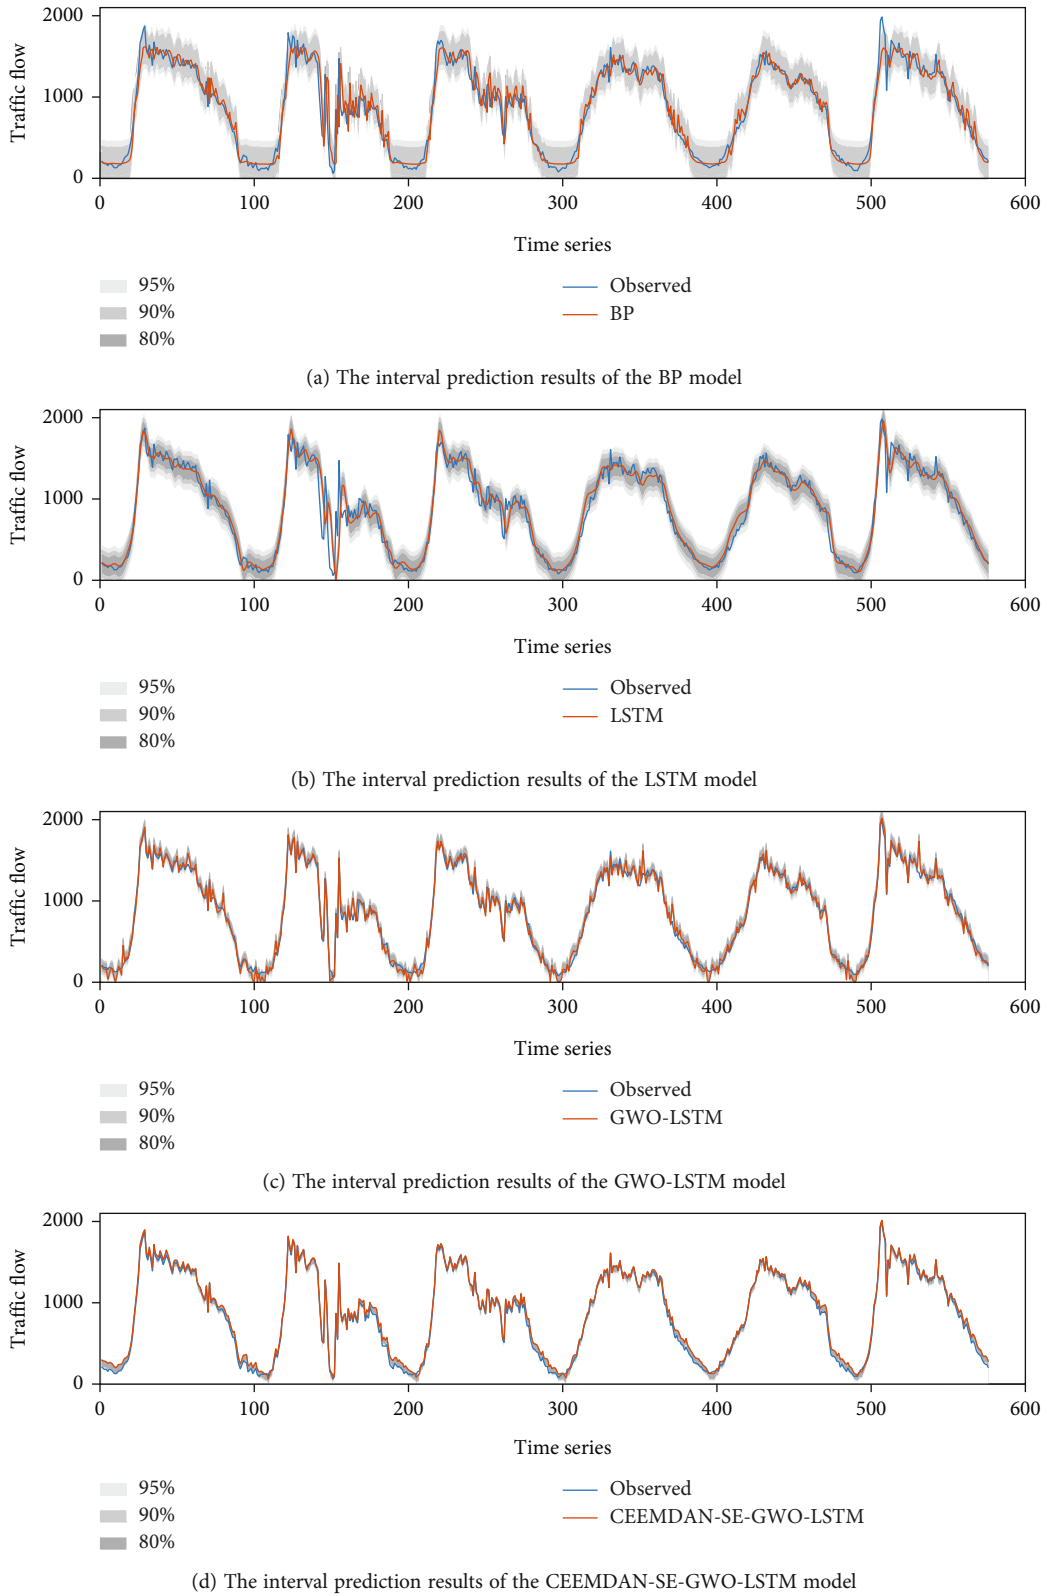 2000
1000
0
Traffic flow
0 100 200 300 400 500 600
Time series
95% Observed
90% BP
80%
(a) The interval prediction results of the BP model
2000
1000
0
Traffic flow
0 100 200 300 400 500 600
Time series
95% Observed
90% LSTM
80%
(b) The interval prediction results of the LSTM model
2000
1000
0
Traffic flow
0 100 200 300 400 500 600
Time series
95% Observed
90% GWO-LSTM
80%
(c) The interval prediction results of the GWO-LSTM model
2000
1000
0
Traffic flow
0 100 200 300 400 500 600
Time series
95% Observed
90% CEEMDAN-SE-GWO-LSTM
80%
(d) The interval prediction results of the CEEMDAN-SE-GWO-LSTM model